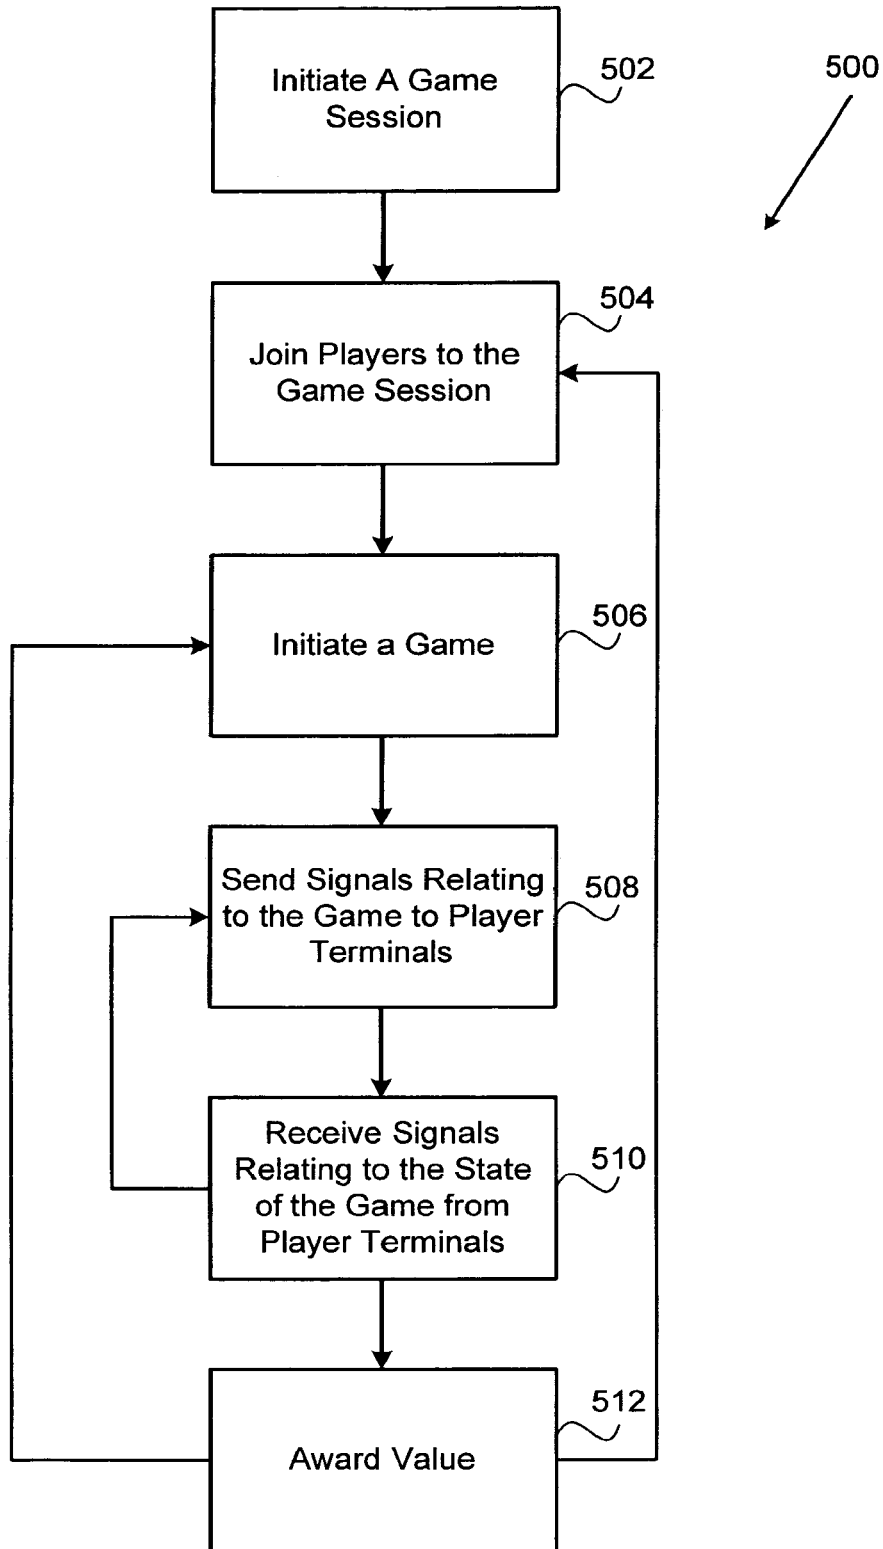 Initiate A Game
Session
502
500
Join Players to the
Game Session
504
Initiate a Game
506
Send Signals Relating
to the Game to Player
Terminals
508
Receive Signals
Relating to the State
of the Game from
Player Terminals
510
Award Value
512